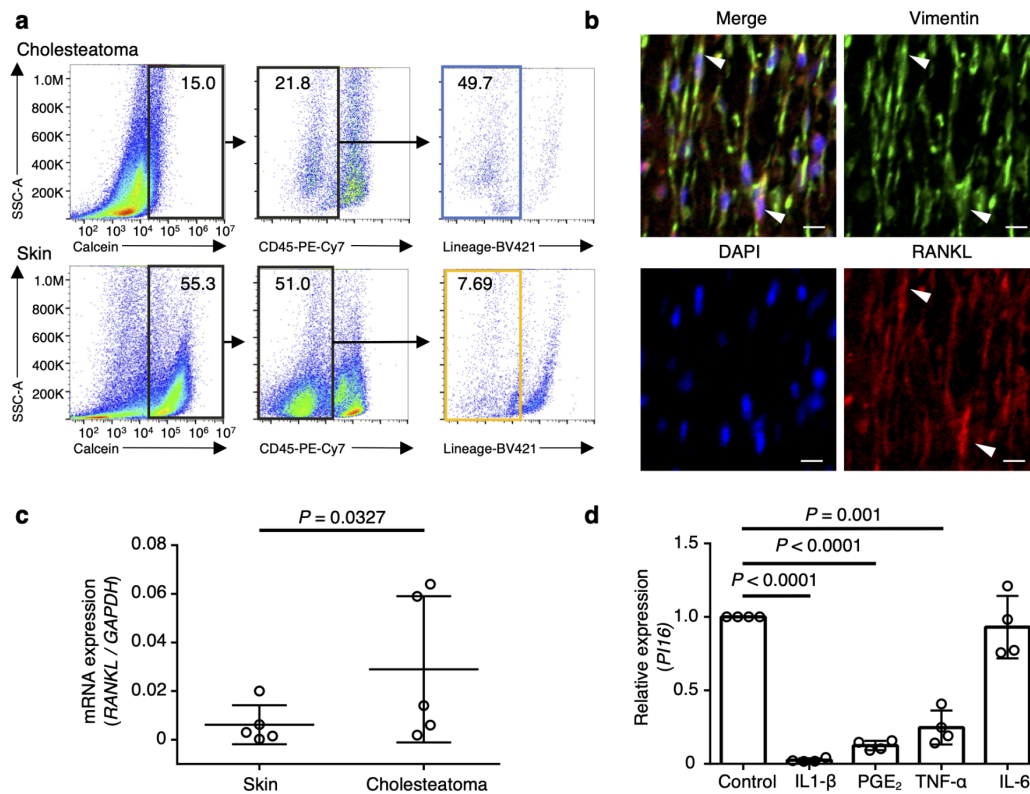 a
Cholesteatoma
1.0M
800K
600K
400K
200K
SSC-A
15.0
21.8
49.7
10² 10³ 10⁴ 10⁵ 10⁶ 10⁷
Calcein
CD45-PE-Cy7
Lineage-BV421
Skin
1.0M
800K
600K
400K
200K
SSC-A
55.3
51.0
7.69
10² 10³ 10⁴ 10⁵ 10⁶ 10⁷
Calcein
CD45-PE-Cy7
Lineage-BV421
b
Merge
Vimentin
DAPI
RANKL
c
P = 0.0327
mRNA expression
(RANKL / GAPDH)
0.08
0.06
0.04
0.02
0
Skin
Cholesteatoma
d
P = 0.001
P < 0.0001
P < 0.0001
Relative expression
(PI16)
1.5
1.0
0.5
0
Control
IL1-β
PGE₂
TNF-α
IL-6